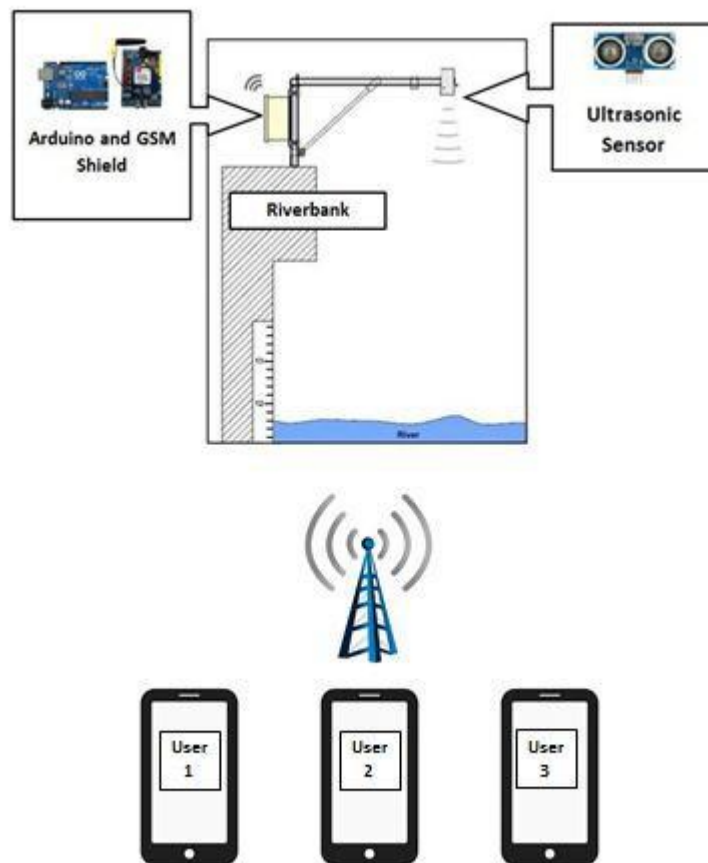 Arduino and GSM
Shield
Ultrasonic
Sensor
Riverbank
River
User
1
User
2
User
3